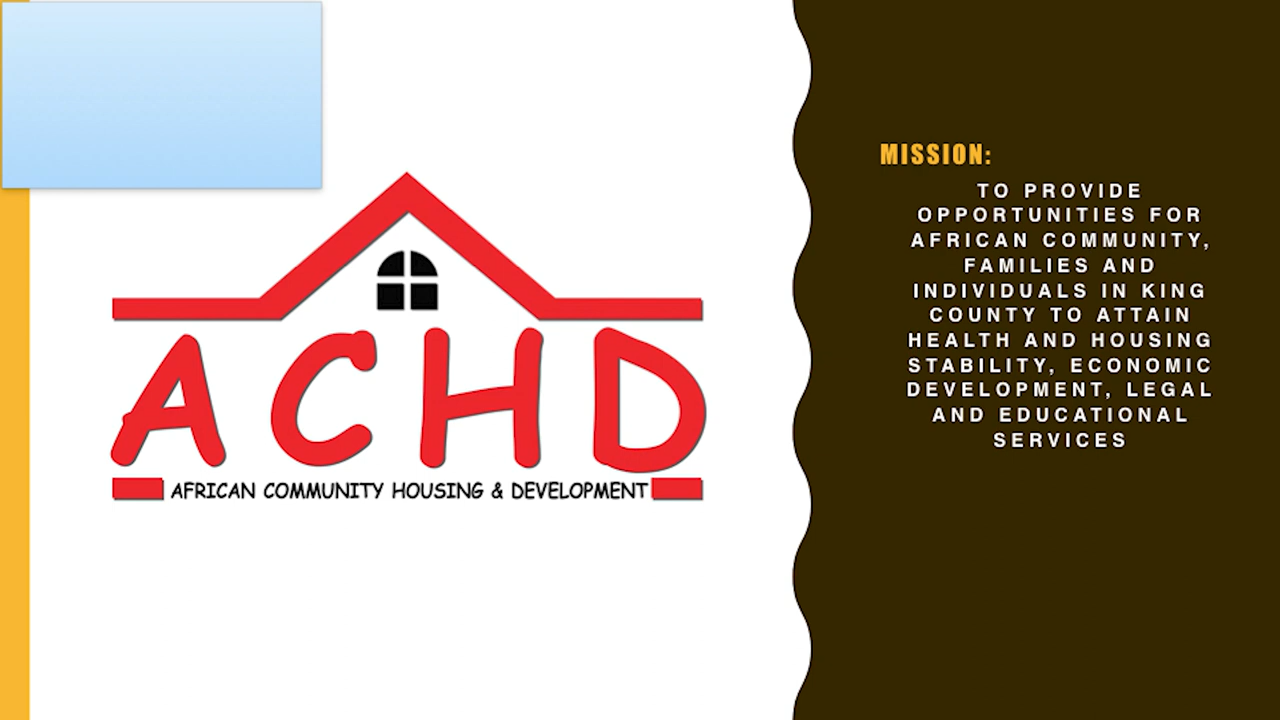 ACHD
AFRICAN COMMUNITY HOUSING & DEVELOPMENT
MISSION:
TO PROVIDE
OPPORTUNITIES FOR
AFRICAN COMMUNITY,
FAMILIES AND
INDIVIDUALS IN KING
COUNTY TO ATTAIN
HEALTH AND HOUSING
STABILITY, ECONOMIC
DEVELOPMENT, LEGAL
AND EDUCATIONAL
SERVICES